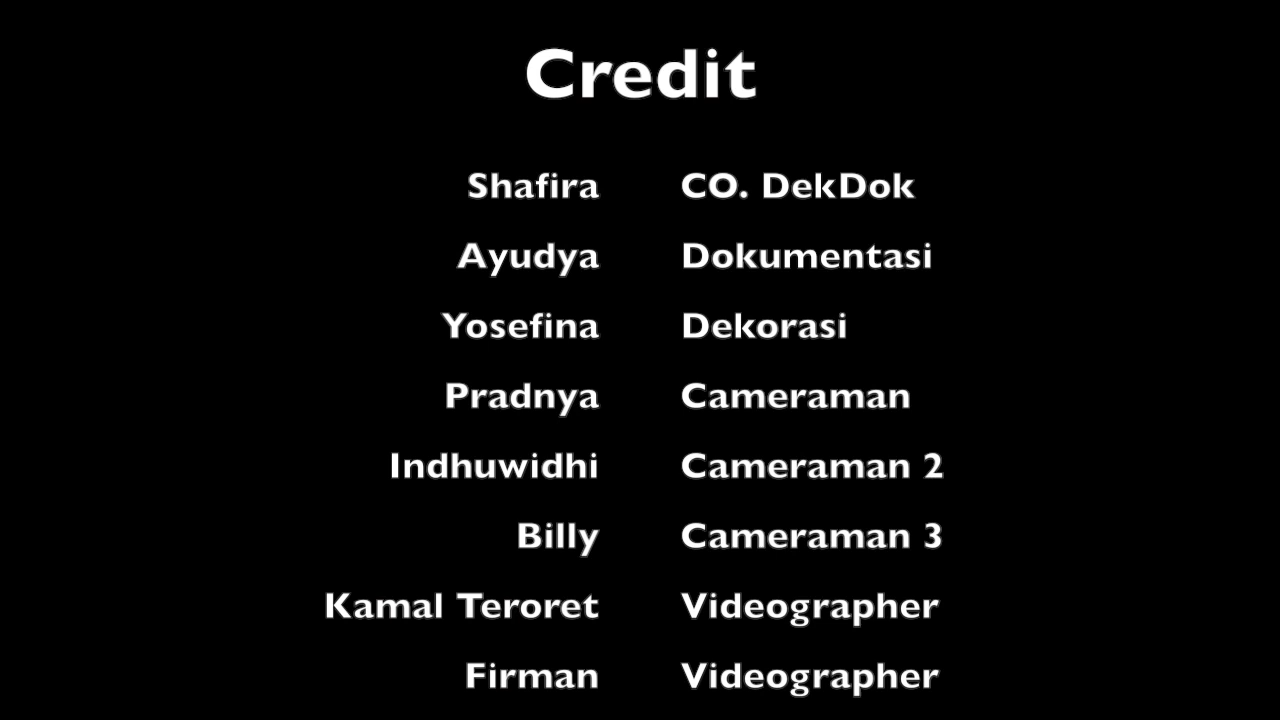 Credit
Shafira CO. DekDok
Ayudya Dokumentasi
Yosefina Dekorasi
Pradnya Cameraman
Indhuwidhi Cameraman 2
Billy Cameraman 3
Kamal Teroret Videographer
Firman Videographer